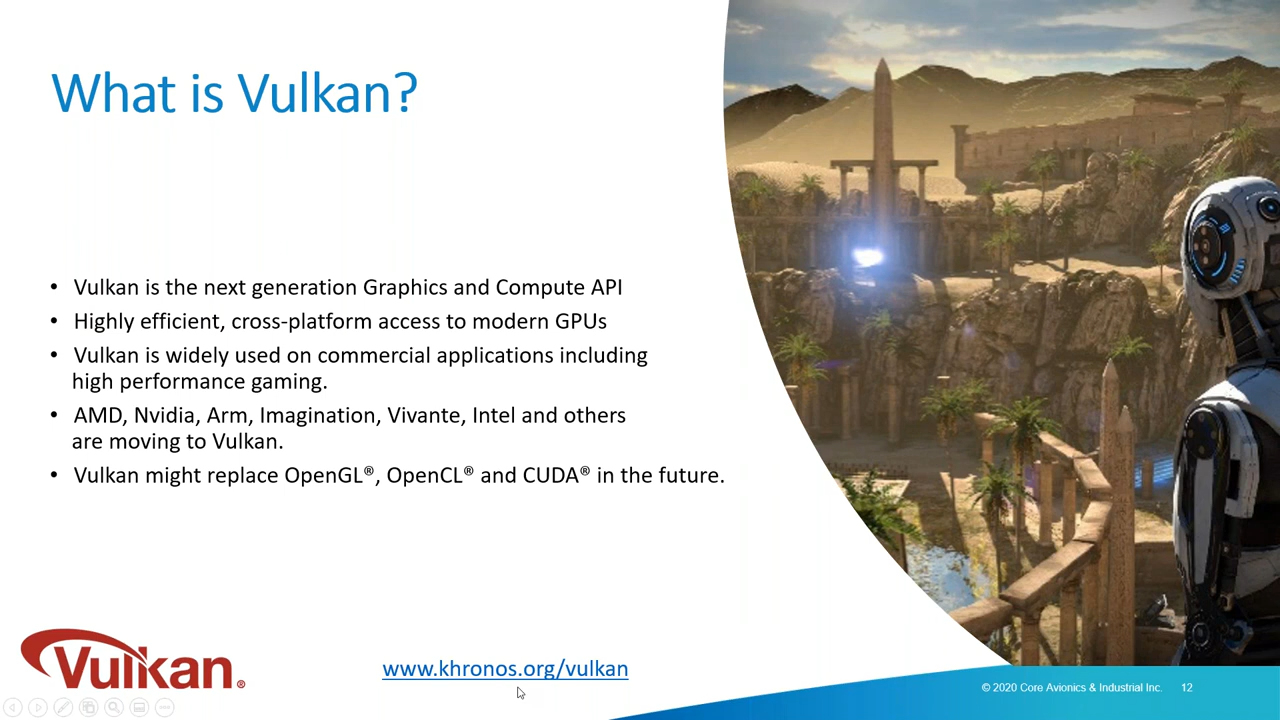 What is Vulkan?
• Vulkan is the next generation Graphics and Compute API
• Highly efficient, cross-platform access to modern GPUs
• Vulkan is widely used on commercial applications including
high performance gaming.
• AMD, Nvidia, Arm, Imagination, Vivante, Intel and others
are moving to Vulkan.
• Vulkan might replace OpenGL®, OpenCL® and CUDA® in the future.
Vulkan®
www.khronos.org/vulkan
© 2020 Core Avionics & Industrial Inc. 12